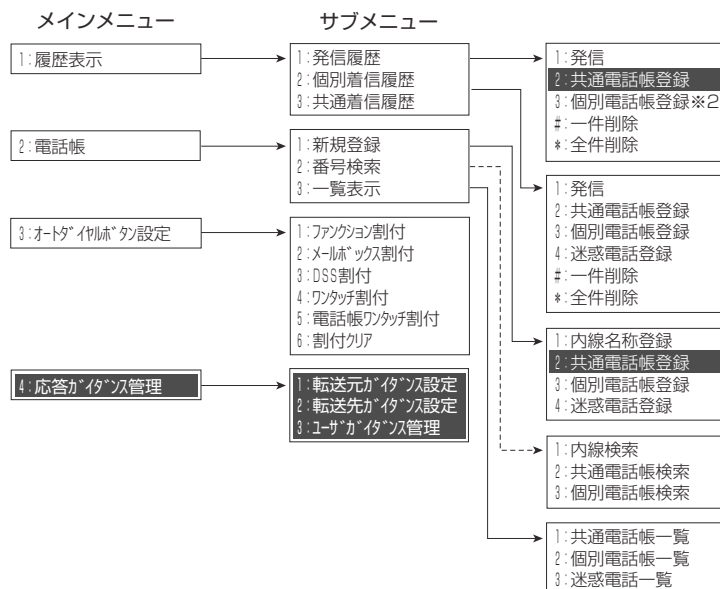 メインメニュー
サブメニュー
1:履歴表示
1:発信履歴
2:個別着信履歴
3:共通着信履歴
1:発信
2:共通電話帳登録
3:個別電話帳登録※2
#:一件削除
*:全件削除
2:電話帳
1:新規登録
2:番号検索
3:一覧表示
1:発信
2:共通電話帳登録
3:個別電話帳登録
4:迷惑電話登録
#:一件削除
*:全件削除
3:オートダイヤルボタン設定
1:ファンクション割付
2:メールボックス割付
3:DSS割付
4:ワンタッチ割付
5:電話帳ワンタッチ割付
6:割付クリア
1:内線名称登録
2:共通電話帳登録
3:個別電話帳登録
4:迷惑電話登録
4:応答ガイダンス管理
1:転送元ガイダンス設定
2:転送先ガイダンス設定
3:ユーザガイダンス管理
1:内線検索
2:共通電話帳検索
3:個別電話帳検索
1:共通電話帳一覧
2:個別電話帳一覧
3:迷惑電話一覧